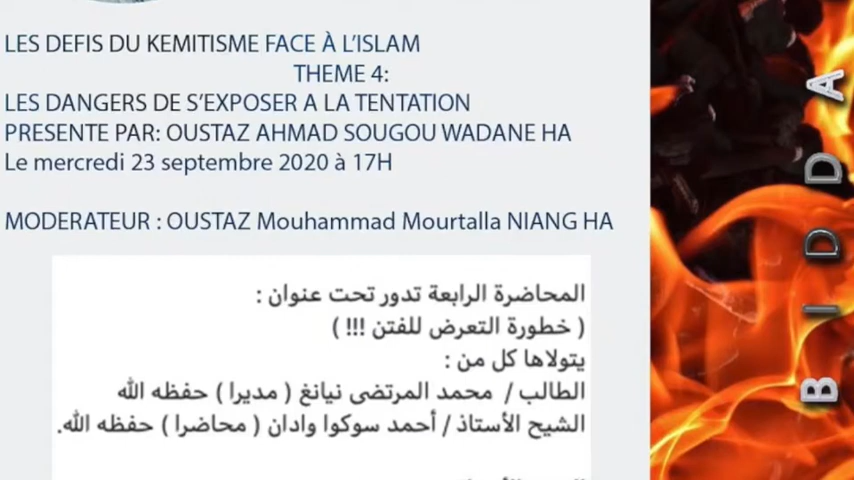 LES DEFIS DU KEMITISME FACE À L'ISLAM
THEME 4:
LES DANGERS DE S'EXPOSER A LA TENTATION
PRESENTE PAR: OUSTAZ AHMAD SOUGOU WADANE HA
Le mercredi 23 septembre 2020 à 17H
MODERATEUR : OUSTAZ Mouhammad Mourtalla NIANG HA
المحاضرة الرابعة تدور تحت عنوان :
( خطورة التعرض للفتن !!! )
يتولاها كل من :
الطالب / محمد المرتضى نيانغ ( مديرا ) حفظه الله
الشيخ الأستاذ / أحمد سوكوا وادان ( محاضرا ) حفظه الله.
BIDDA